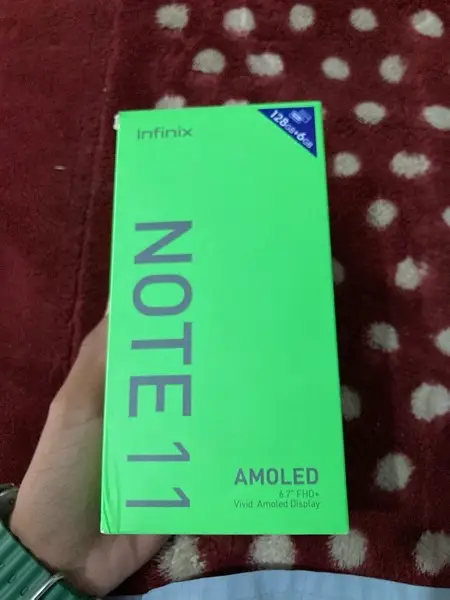 Infinix
128GB+6GB
NOTE 11
AMOLED
6.7" FHD+
Vivid Amoled Display